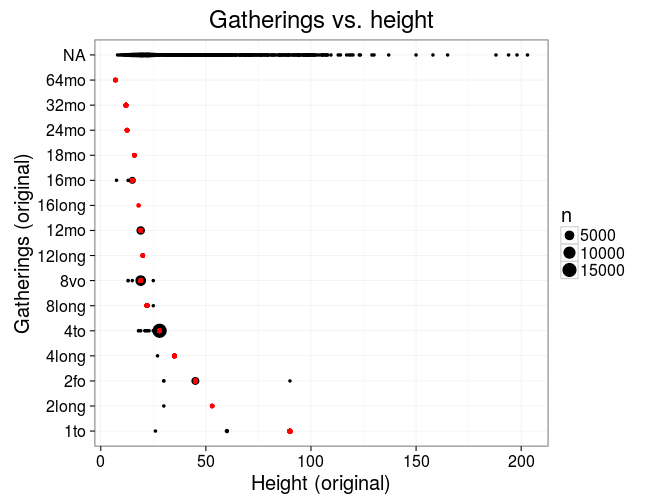 Gatherings vs. height
Gatherings (original)
NA
64mo
32mo
24mo
18mo
16mo
16long
12mo
12long
8vo
8long
4to
4long
2fo
2long
1to
0 50 100 150 200
Height (original)
n
5000
10000
15000